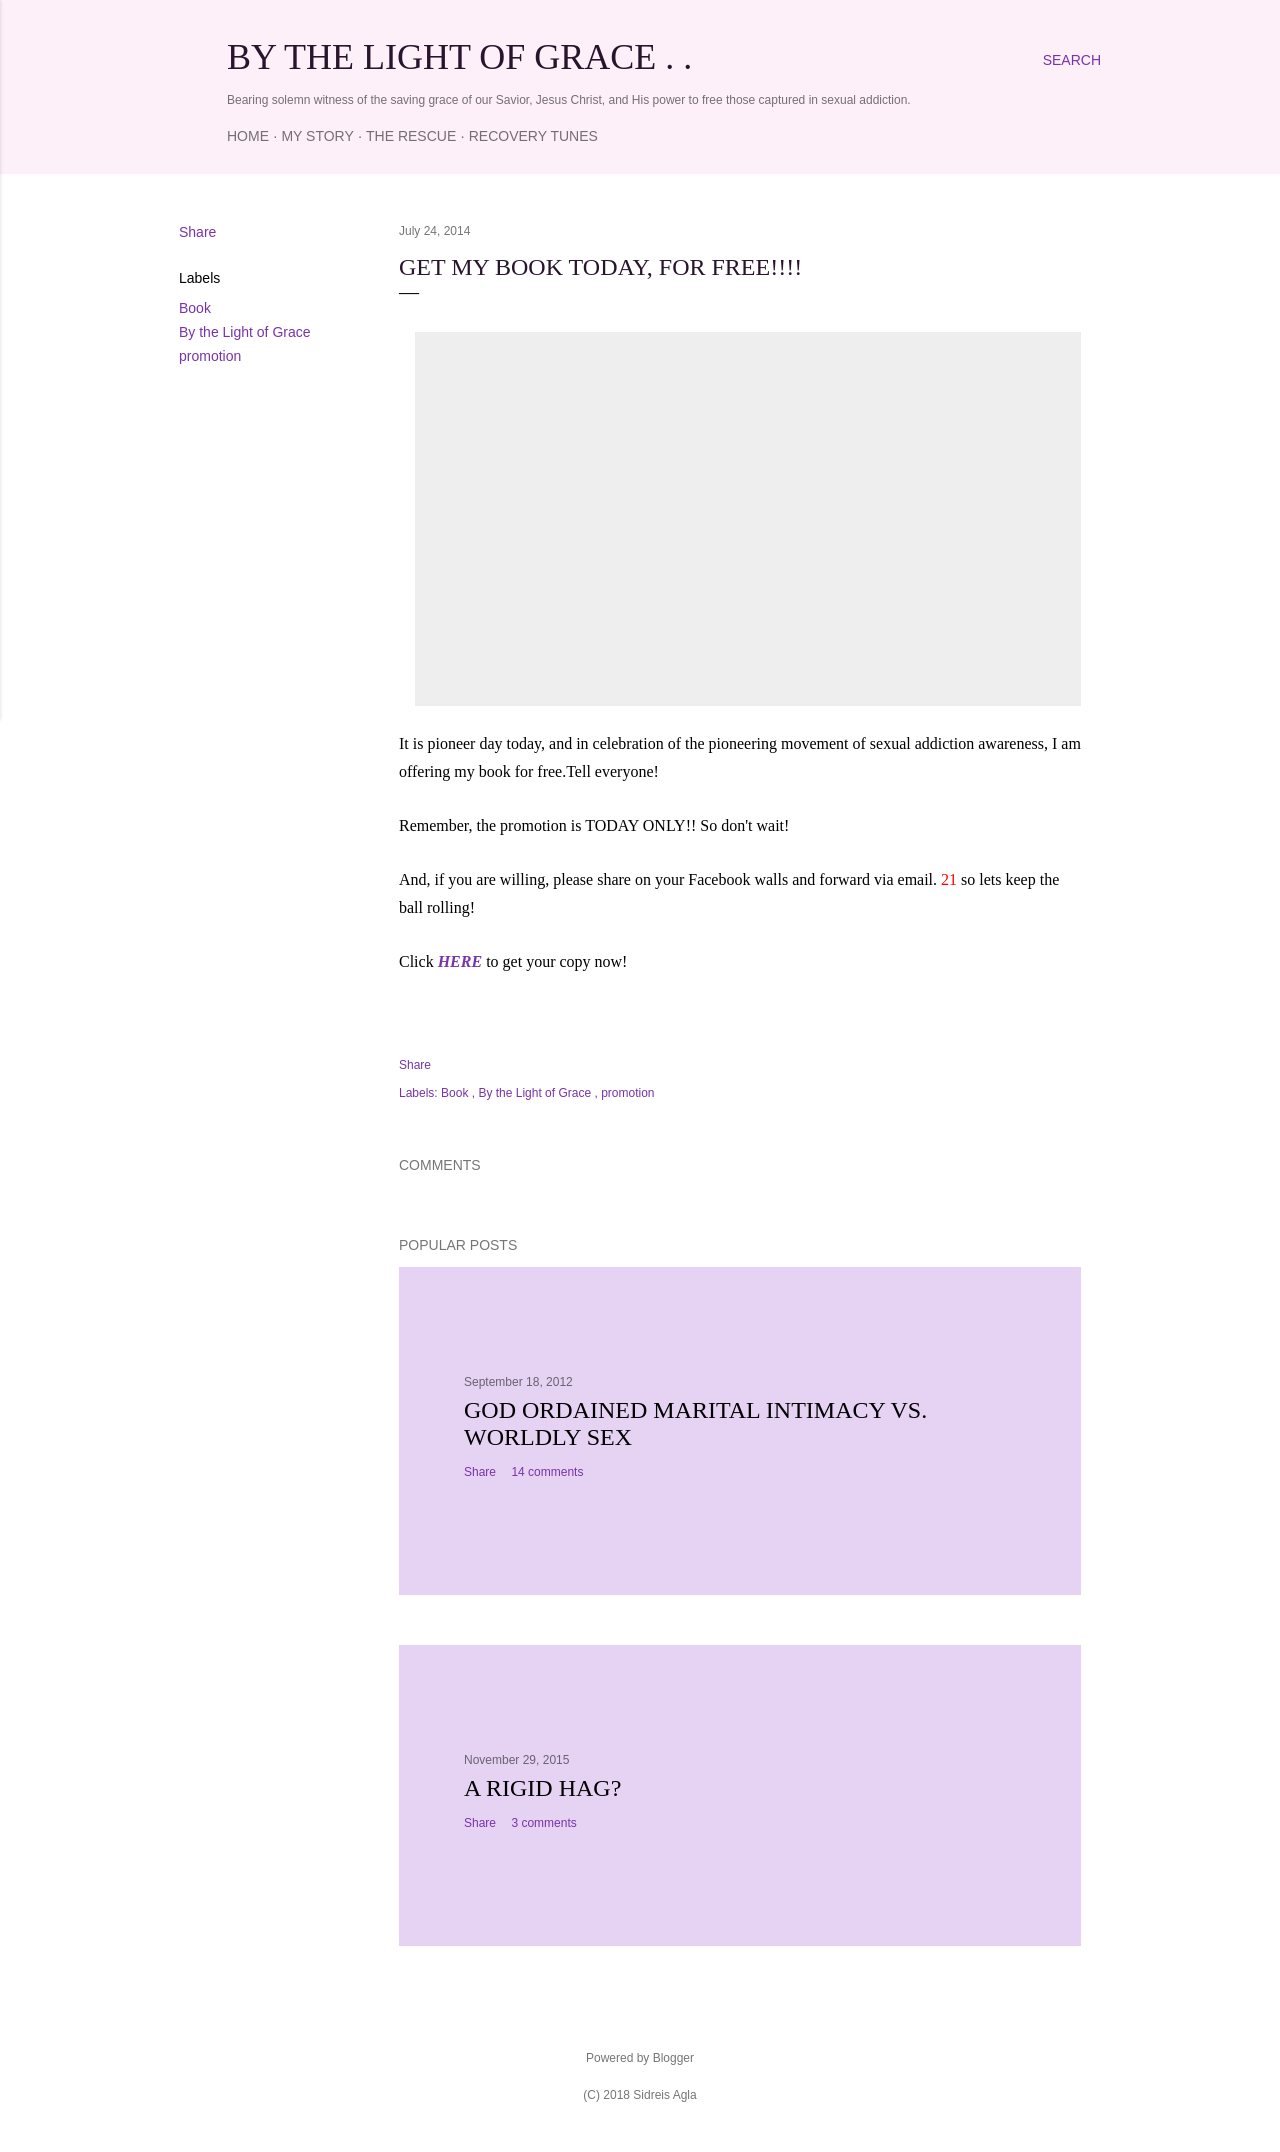 BY THE LIGHT OF GRACE . .
SEARCH
Bearing solemn witness of the saving grace of our Savior, Jesus Christ, and His power to free those captured in sexual addiction.
HOME · MY STORY · THE RESCUE · RECOVERY TUNES
Share
Labels
Book
By the Light of Grace
promotion
July 24, 2014
GET MY BOOK TODAY, FOR FREE!!!!
It is pioneer day today, and in celebration of the pioneering movement of sexual addiction awareness, I am
offering my book for free.Tell everyone!
Remember, the promotion is TODAY ONLY!! So don't wait!
And, if you are willing, please share on your Facebook walls and forward via email. 21 so lets keep the
ball rolling!
Click HERE to get your copy now!
Share
Labels: Book , By the Light of Grace , promotion
COMMENTS
POPULAR POSTS
September 18, 2012
GOD ORDAINED MARITAL INTIMACY VS.
WORLDLY SEX
Share 14 comments
November 29, 2015
A RIGID HAG?
Share 3 comments
Powered by Blogger
(C) 2018 Sidreis Agla